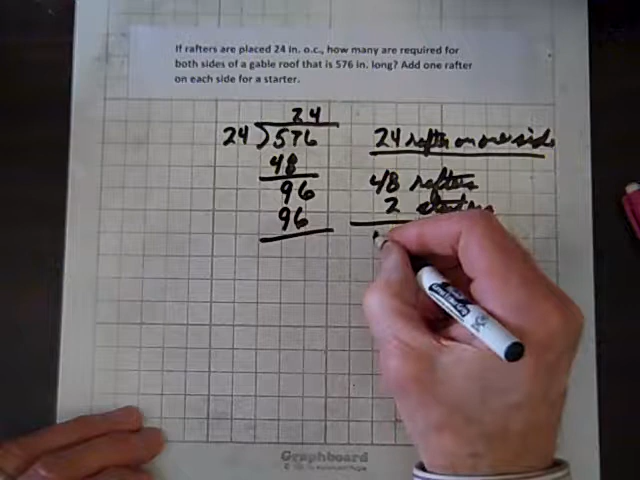 If rafters are placed 24 in. o.c., how many are required for
both sides of a gable roof that is 576 in. long? Add one rafter
on each side for a starter.
24
24 576
48
96
96
24 rafters on one side
48 rafters
2
Graphboard